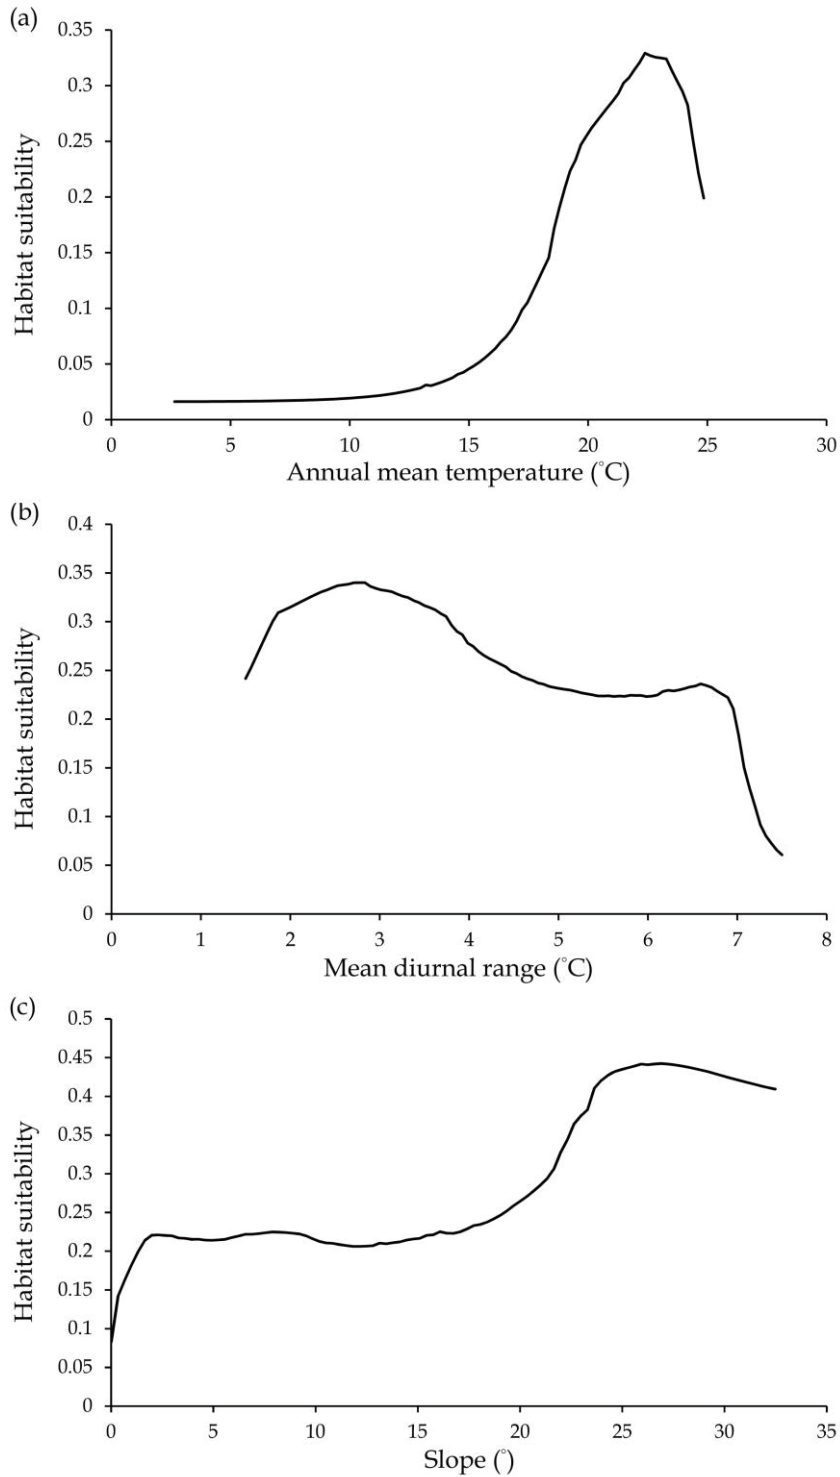 (a)
0.35
0.3
0.25
0.2
0.15
0.1
0.05
0
Habitat suitability
0 5 10 15 20 25 30
Annual mean temperature (°C)
(b)
0.4
0.35
0.3
0.25
0.2
0.15
0.1
0.05
0
Habitat suitability
0 1 2 3 4 5 6 7 8
Mean diurnal range (°C)
(c)
0.5
0.45
0.4
0.35
0.3
0.25
0.2
0.15
0.1
0.05
0
Habitat suitability
0 5 10 15 20 25 30 35
Slope (°)